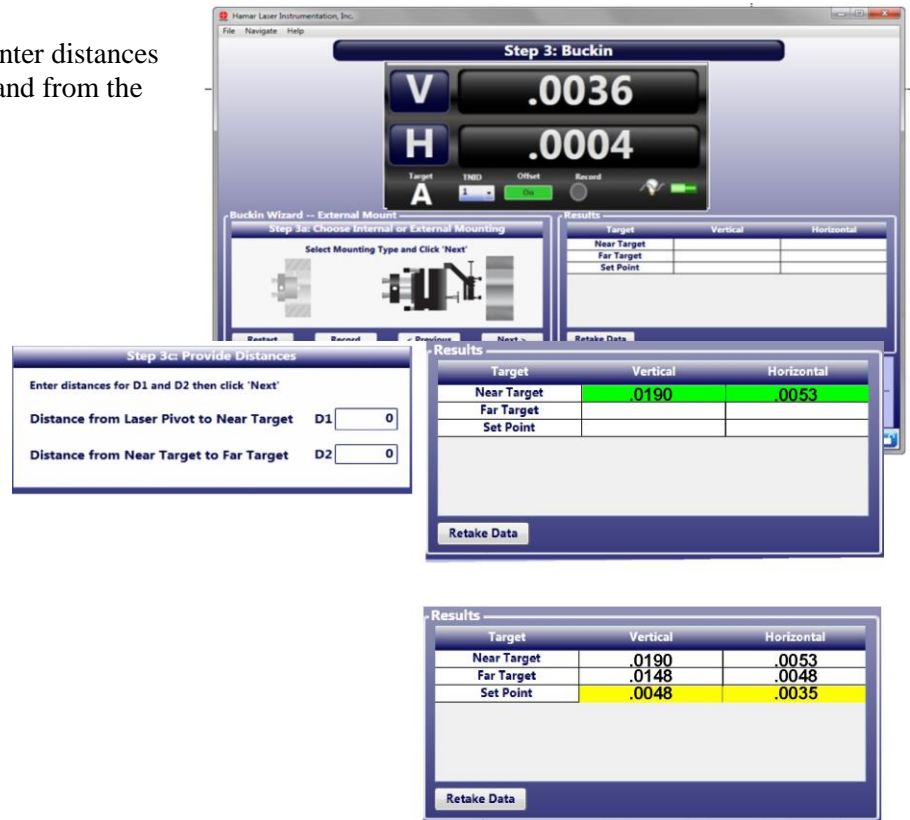 enter distances
and from the
Hamar Laser Instrumentation, Inc.
File Navigate Help
Step 3: Buckin
V .0036
H .0004
Target TNID Offset Record
A 1 On
Buckin Wizard -- External Mount
Step 3a: Choose Internal or External Mounting
Select Mounting Type and Click 'Next'
Restart Record < Previous Next >
Results
Target Vertical Horizontal
Near Target
Far Target
Set Point
Retake Data
Step 3c: Provide Distances
Enter distances for D1 and D2 then click 'Next'
Distance from Laser Pivot to Near Target D1 0
Distance from Near Target to Far Target D2 0
Results
Target Vertical Horizontal
Near Target .0190 .0053
Far Target
Set Point
Retake Data
Results
Target Vertical Horizontal
Near Target .0190 .0053
Far Target .0148 .0048
Set Point .0048 .0035
Retake Data